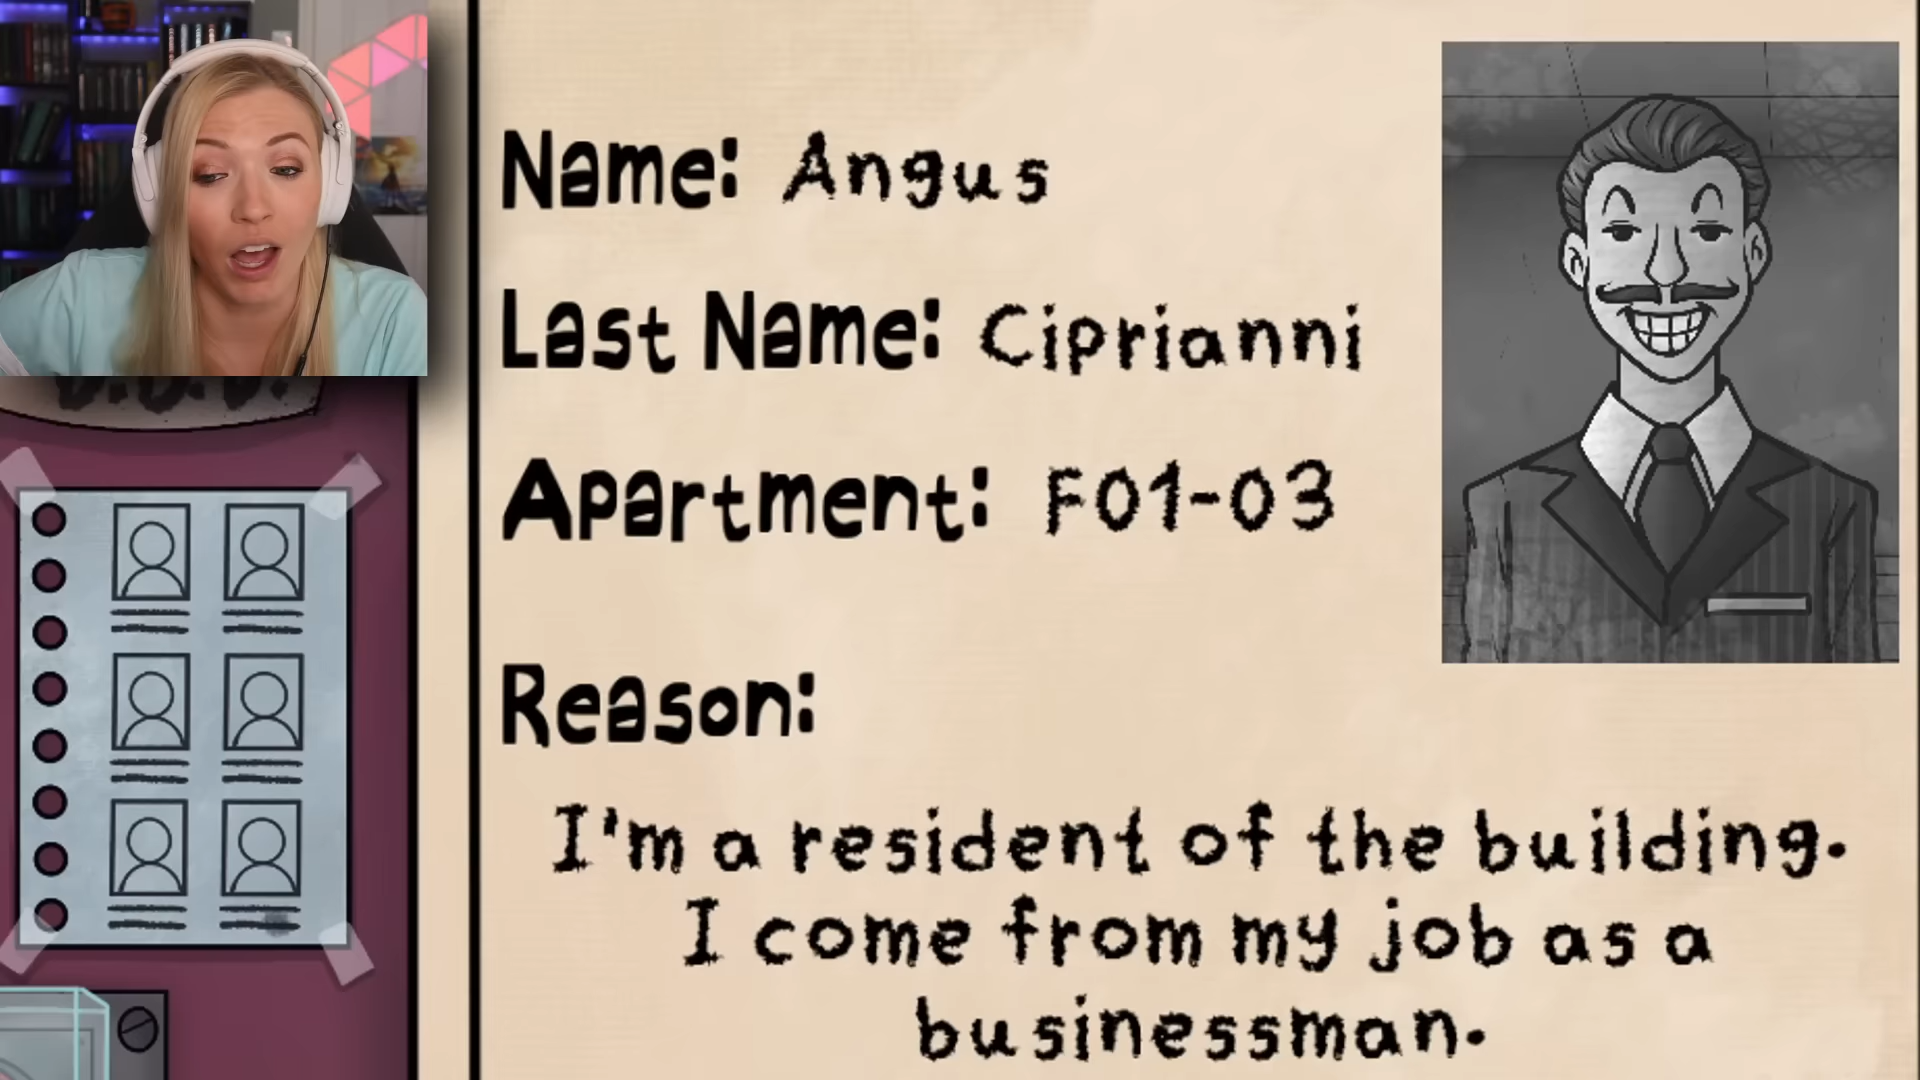 Name: Angus
Last Name: Ciprianni
Apartment: F01-03
Reason:
I'm a resident of the building.
I come from my job as a
businessman.